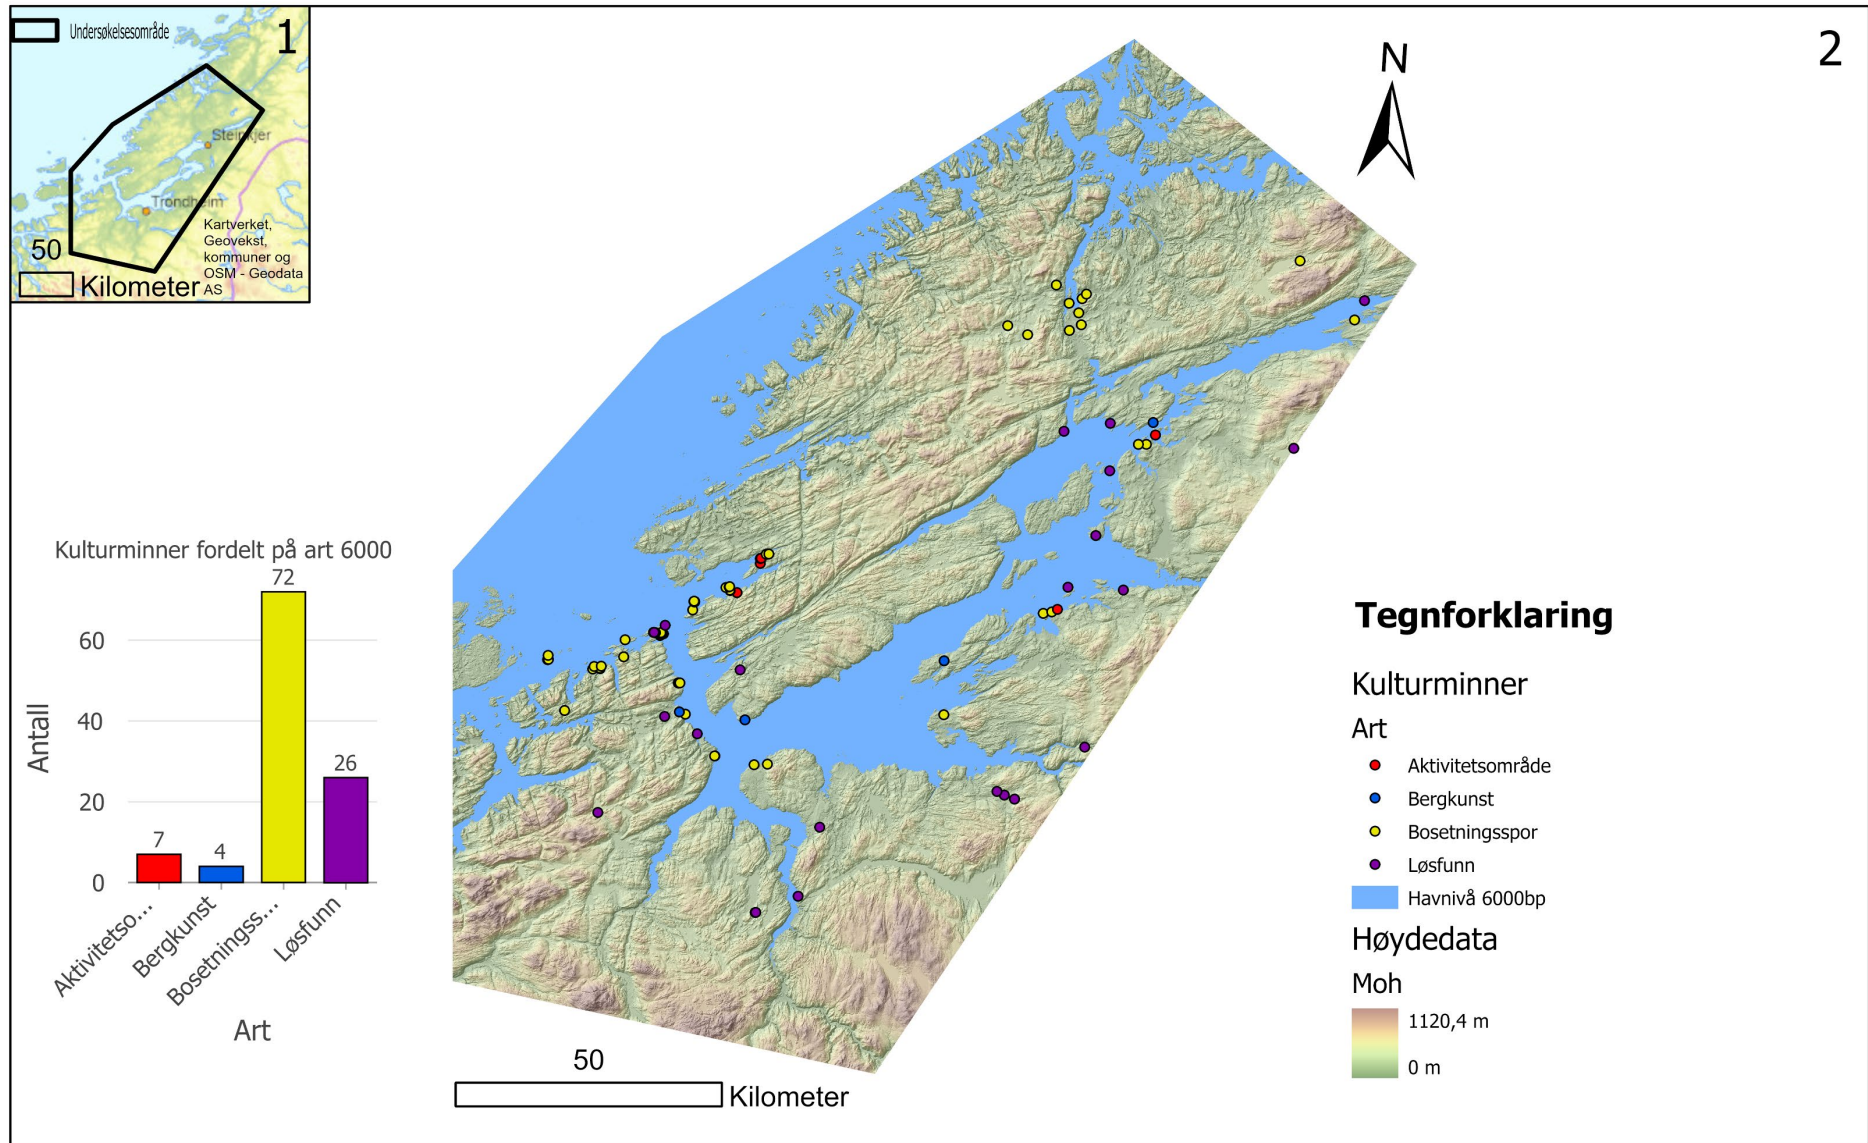 Undersøkelsesområde
1
Steinkjer
Trondheim
Kartverket,
Geovekst,
kommuner og
OSM - Geodata
AS
50
Kilometer
2
N
Kulturminner fordelt på art 6000
72
60
40
20
0
7
4
26
Antall
Aktivitetso...
Bergkunst
Bosetningss...
Løsfunn
Art
50
Kilometer
Tegnforklaring
Kulturminner
Art
Aktivitetsområde
Bergkunst
Bosetningsspor
Løsfunn
Havnivå 6000bp
Høydedata
Moh
1120,4 m
0 m